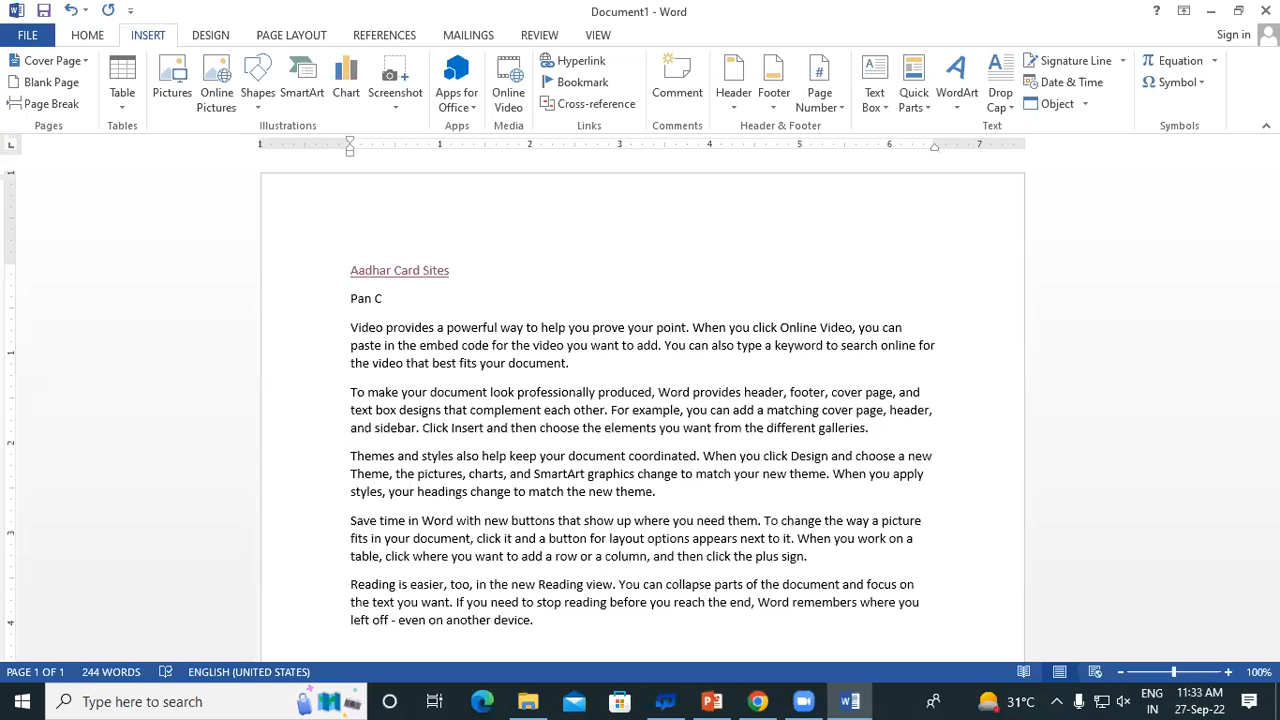 Document1 - Word
?
FILE HOME INSERT DESIGN PAGE LAYOUT REFERENCES MAILINGS REVIEW VIEW Sign in
Cover Page
Blank Page
Page Break
Pages
Table
Tables
Pictures
Online Pictures
Shapes
SmartArt
Chart
Screenshot
Illustrations
Apps for Office
Apps
Online Video
Media
Hyperlink
Bookmark
Cross-reference
Links
Comment
Comments
Header
Footer
Page Number
Header & Footer
Text Box
Quick Parts
WordArt
Drop Cap
Signature Line
Date & Time
Object
Text
Equation
Symbol
Symbols
1 1 2 3 4 5 6 7
Aadhar Card Sites
Pan C
Video provides a powerful way to help you prove your point. When you click Online Video, you can
paste in the embed code for the video you want to add. You can also type a keyword to search online for
the video that best fits your document.
To make your document look professionally produced, Word provides header, footer, cover page, and
text box designs that complement each other. For example, you can add a matching cover page, header,
and sidebar. Click Insert and then choose the elements you want from the different galleries.
Themes and styles also help keep your document coordinated. When you click Design and choose a new
Theme, the pictures, charts, and SmartArt graphics change to match your new theme. When you apply
styles, your headings change to match the new theme.
Save time in Word with new buttons that show up where you need them. To change the way a picture
fits in your document, click it and a button for layout options appears next to it. When you work on a
table, click where you want to add a row or a column, and then click the plus sign.
Reading is easier, too, in the new Reading view. You can collapse parts of the document and focus on
the text you want. If you need to stop reading before you reach the end, Word remembers where you
left off - even on another device.
1
1
2
3
4
PAGE 1 OF 1 244 WORDS ENGLISH (UNITED STATES) 100%
Type here to search
31°C
ENG
IN
11:33 AM
27-Sep-22